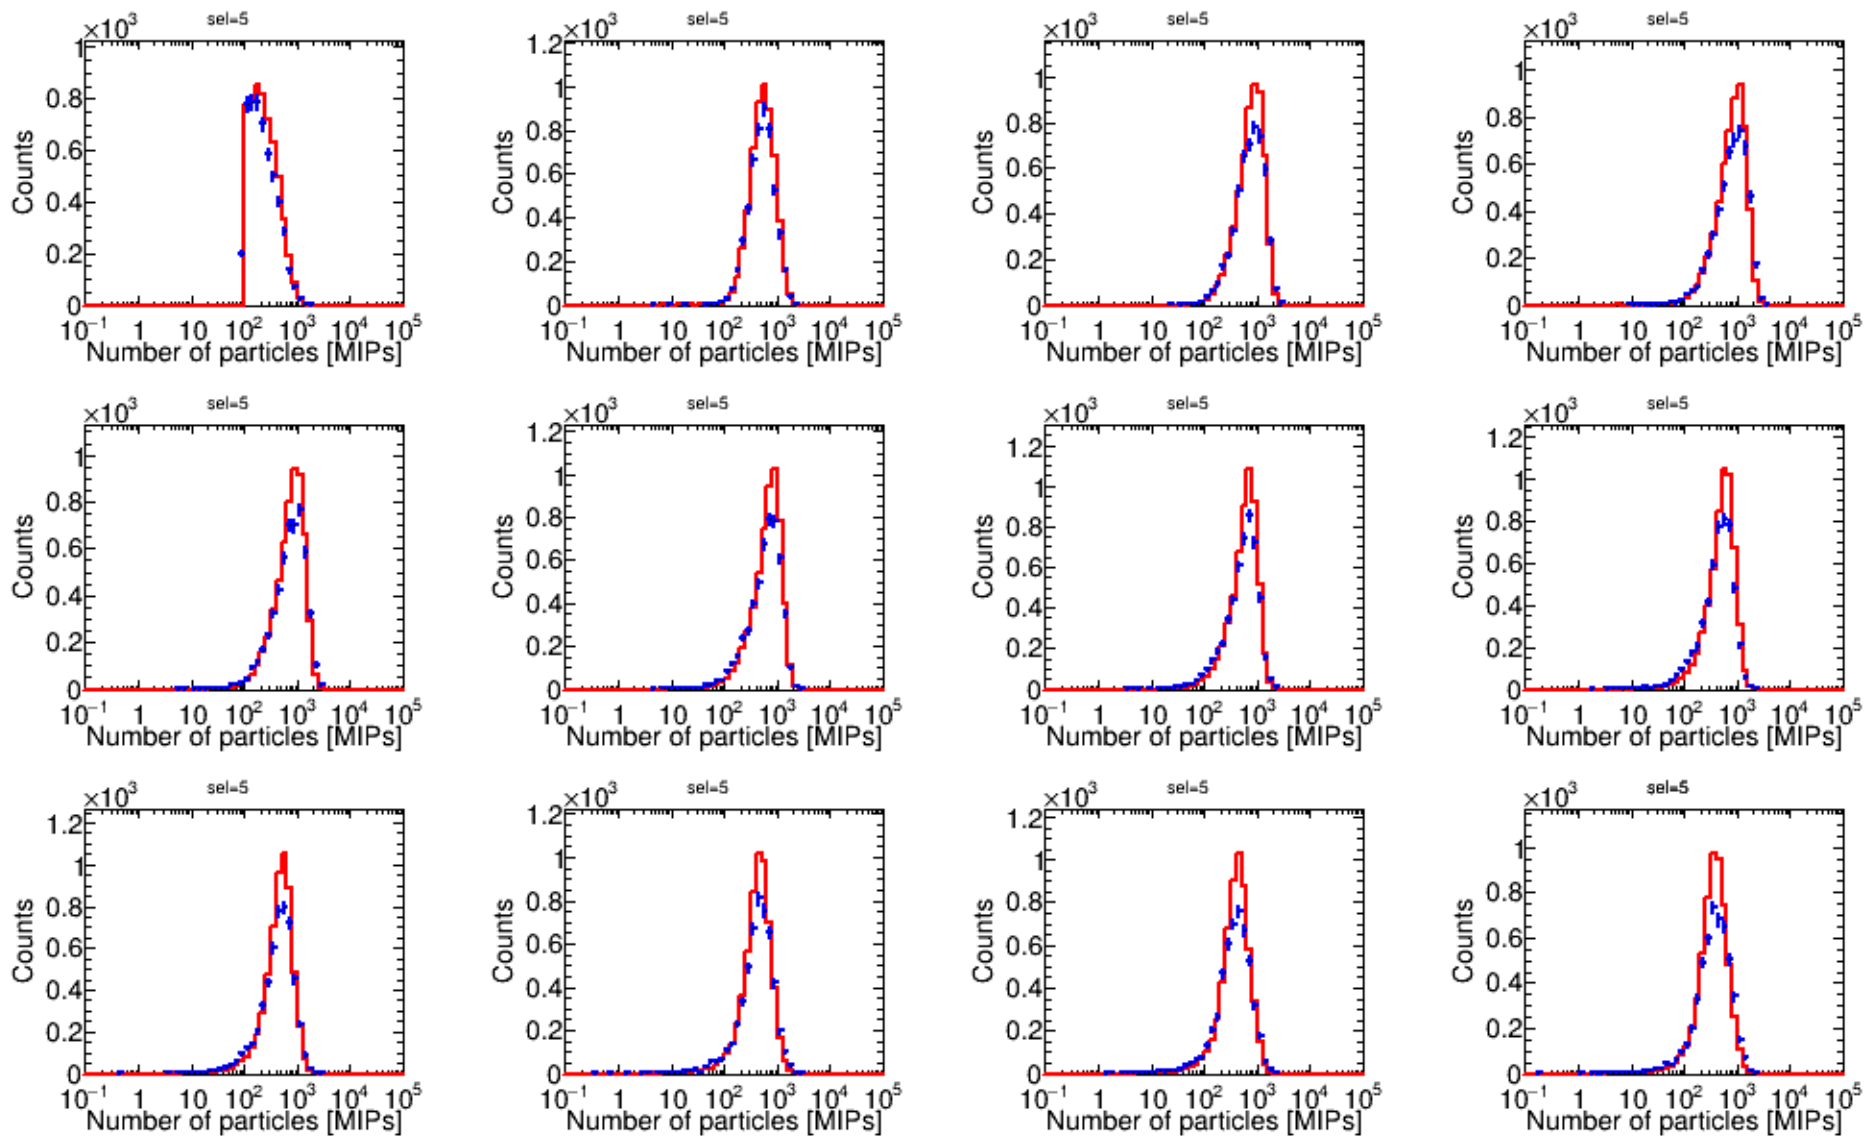 ×10³ sel=5 ×10³ sel=5 ×10³ sel=5 ×10³ sel=5
1 1.2 1 1
0.8 1 0.8 0.8
0.6 0.8 0.6 0.6
0.4 0.6 0.4 0.4
0.2 0.4 0.2 0.2
0 0.2 0 0
0
Counts Counts Counts Counts
10⁻¹ 1 10 10² 10³ 10⁴ 10⁵ 10⁻¹ 1 10 10² 10³ 10⁴ 10⁵ 10⁻¹ 1 10 10² 10³ 10⁴ 10⁵ 10⁻¹ 1 10 10² 10³ 10⁴ 10⁵
Number of particles [MIPs] Number of particles [MIPs] Number of particles [MIPs] Number of particles [MIPs]
×10³ sel=5 ×10³ sel=5 ×10³ sel=5 ×10³ sel=5
1 1.2 1.2 1.2
0.8 1 1 1
0.6 0.8 0.8 0.8
0.4 0.6 0.6 0.6
0.2 0.4 0.4 0.4
0 0.2 0.2 0.2
0 0 0
Counts Counts Counts Counts
10⁻¹ 1 10 10² 10³ 10⁴ 10⁵ 10⁻¹ 1 10 10² 10³ 10⁴ 10⁵ 10⁻¹ 1 10 10² 10³ 10⁴ 10⁵ 10⁻¹ 1 10 10² 10³ 10⁴ 10⁵
Number of particles [MIPs] Number of particles [MIPs] Number of particles [MIPs] Number of particles [MIPs]
×10³ sel=5 ×10³ sel=5 ×10³ sel=5 ×10³ sel=5
1.2 1.2 1.2 1
1 1 1 0.8
0.8 0.8 0.8 0.6
0.6 0.6 0.6 0.4
0.4 0.4 0.4 0.2
0.2 0.2 0.2 0
0 0 0
Counts Counts Counts Counts
10⁻¹ 1 10 10² 10³ 10⁴ 10⁵ 10⁻¹ 1 10 10² 10³ 10⁴ 10⁵ 10⁻¹ 1 10 10² 10³ 10⁴ 10⁵ 10⁻¹ 1 10 10² 10³ 10⁴ 10⁵
Number of particles [MIPs] Number of particles [MIPs] Number of particles [MIPs] Number of particles [MIPs]